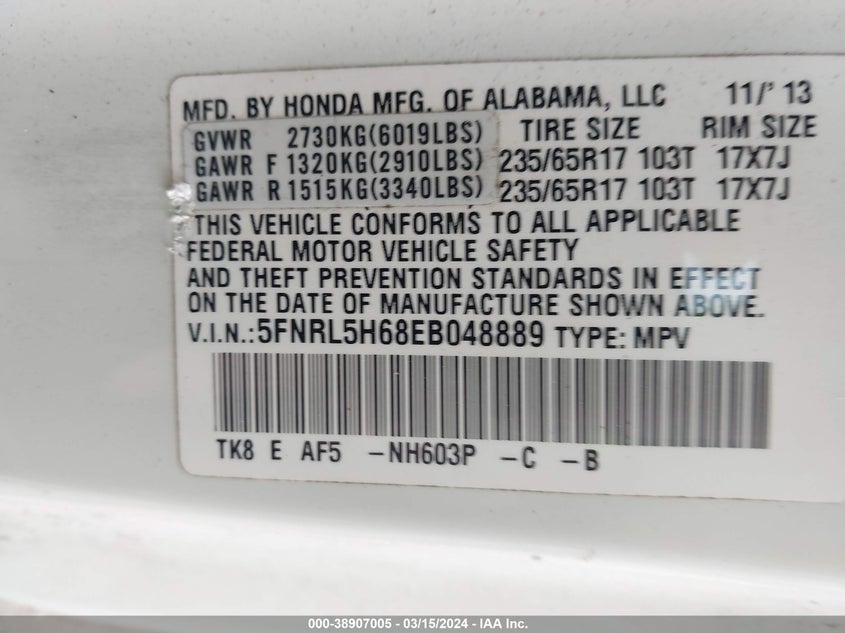 MFD. BY HONDA MFG. OF ALABAMA, LLC 11/'13
GVWR 2730KG(6019LBS) TIRE SIZE RIM SIZE
GAWR F 1320KG(2910LBS) 235/65R17 103T 17X7J
GAWR R 1515KG(3340LBS) 235/65R17 103T 17X7J
THIS VEHICLE CONFORMS TO ALL APPLICABLE
FEDERAL MOTOR VEHICLE SAFETY
AND THEFT PREVENTION STANDARDS IN EFFECT
ON THE DATE OF MANUFACTURE SHOWN ABOVE.
V.I.N.:5FNRL5H68EB048889 TYPE: MPV
TK8 E AF5 -NH603P -C -B
000-38907005 - 03/15/2024 - IAA Inc.